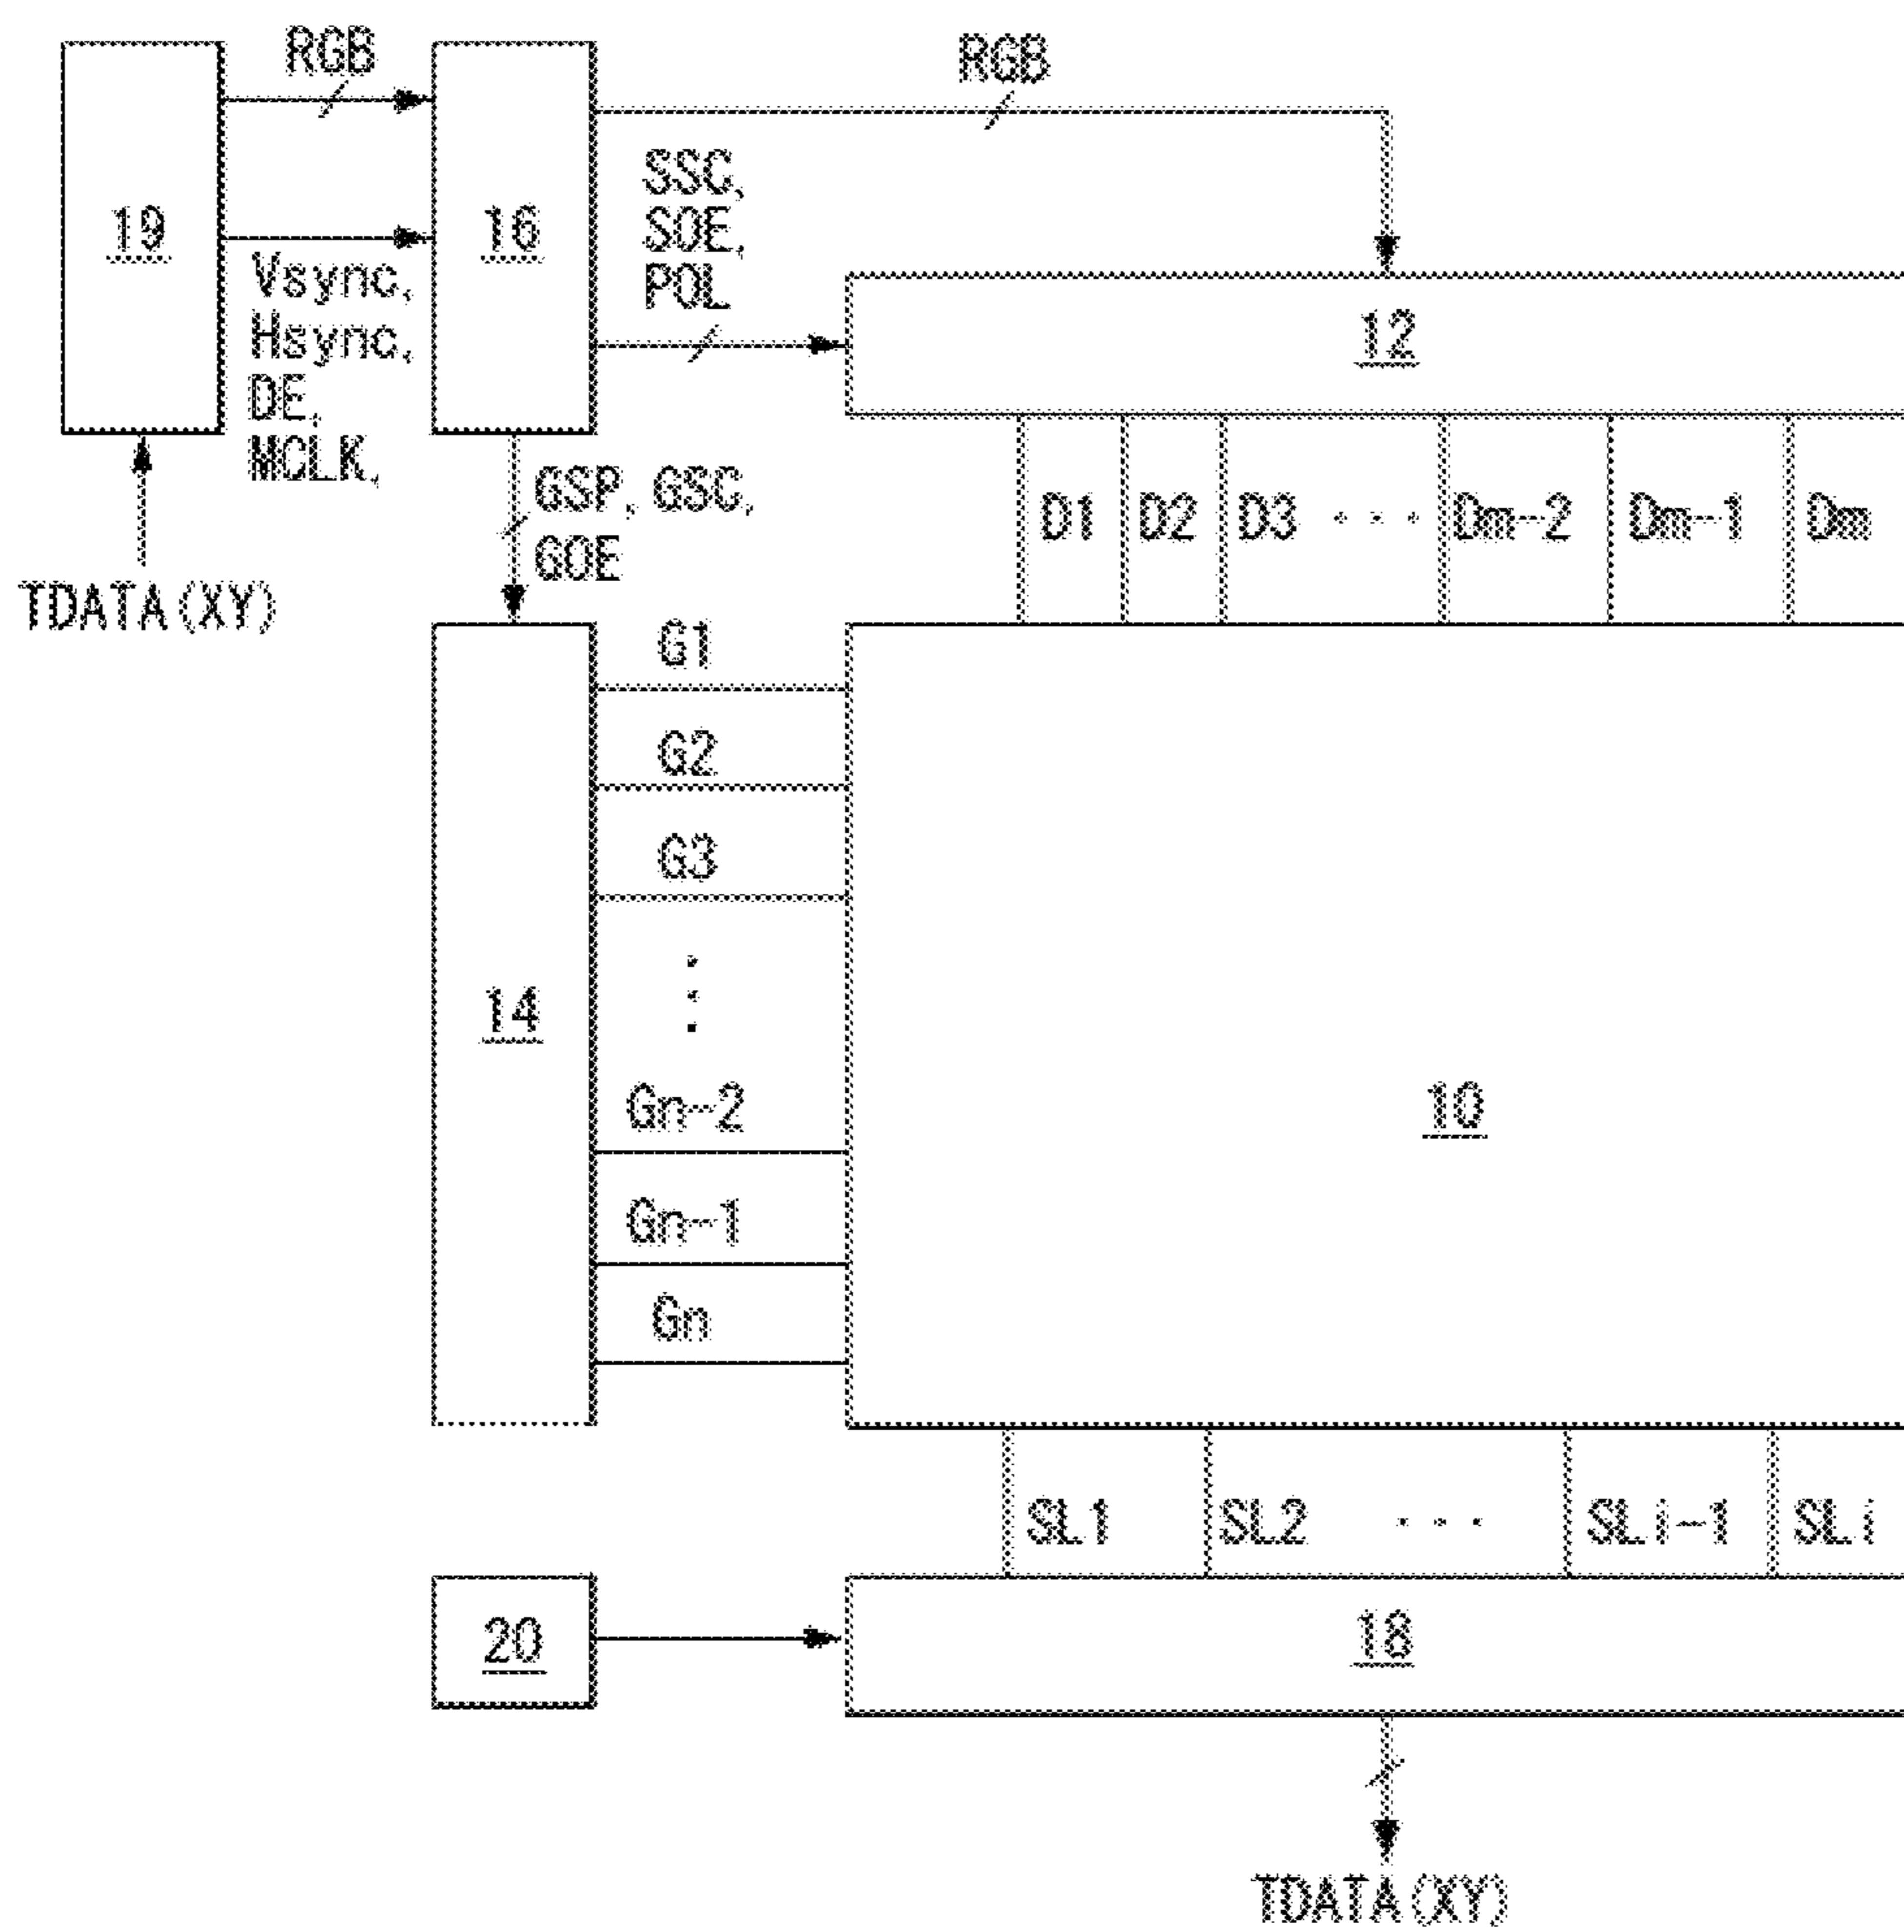 RGB
RGB
19
16
SSC,
SOE,
POL
Vsync,
Hsync,
DE,
MCLK,
12
TDATA(XY)
GSP, GSC,
GOE
D1 D2 D3 ··· Dm-2 Dm-1 Dm
G1
G2
G3
14
Gn-2
Gn-1
Gn
10
SL1 SL2 ··· SLi-1 SLi
20
18
TDATA(XY)